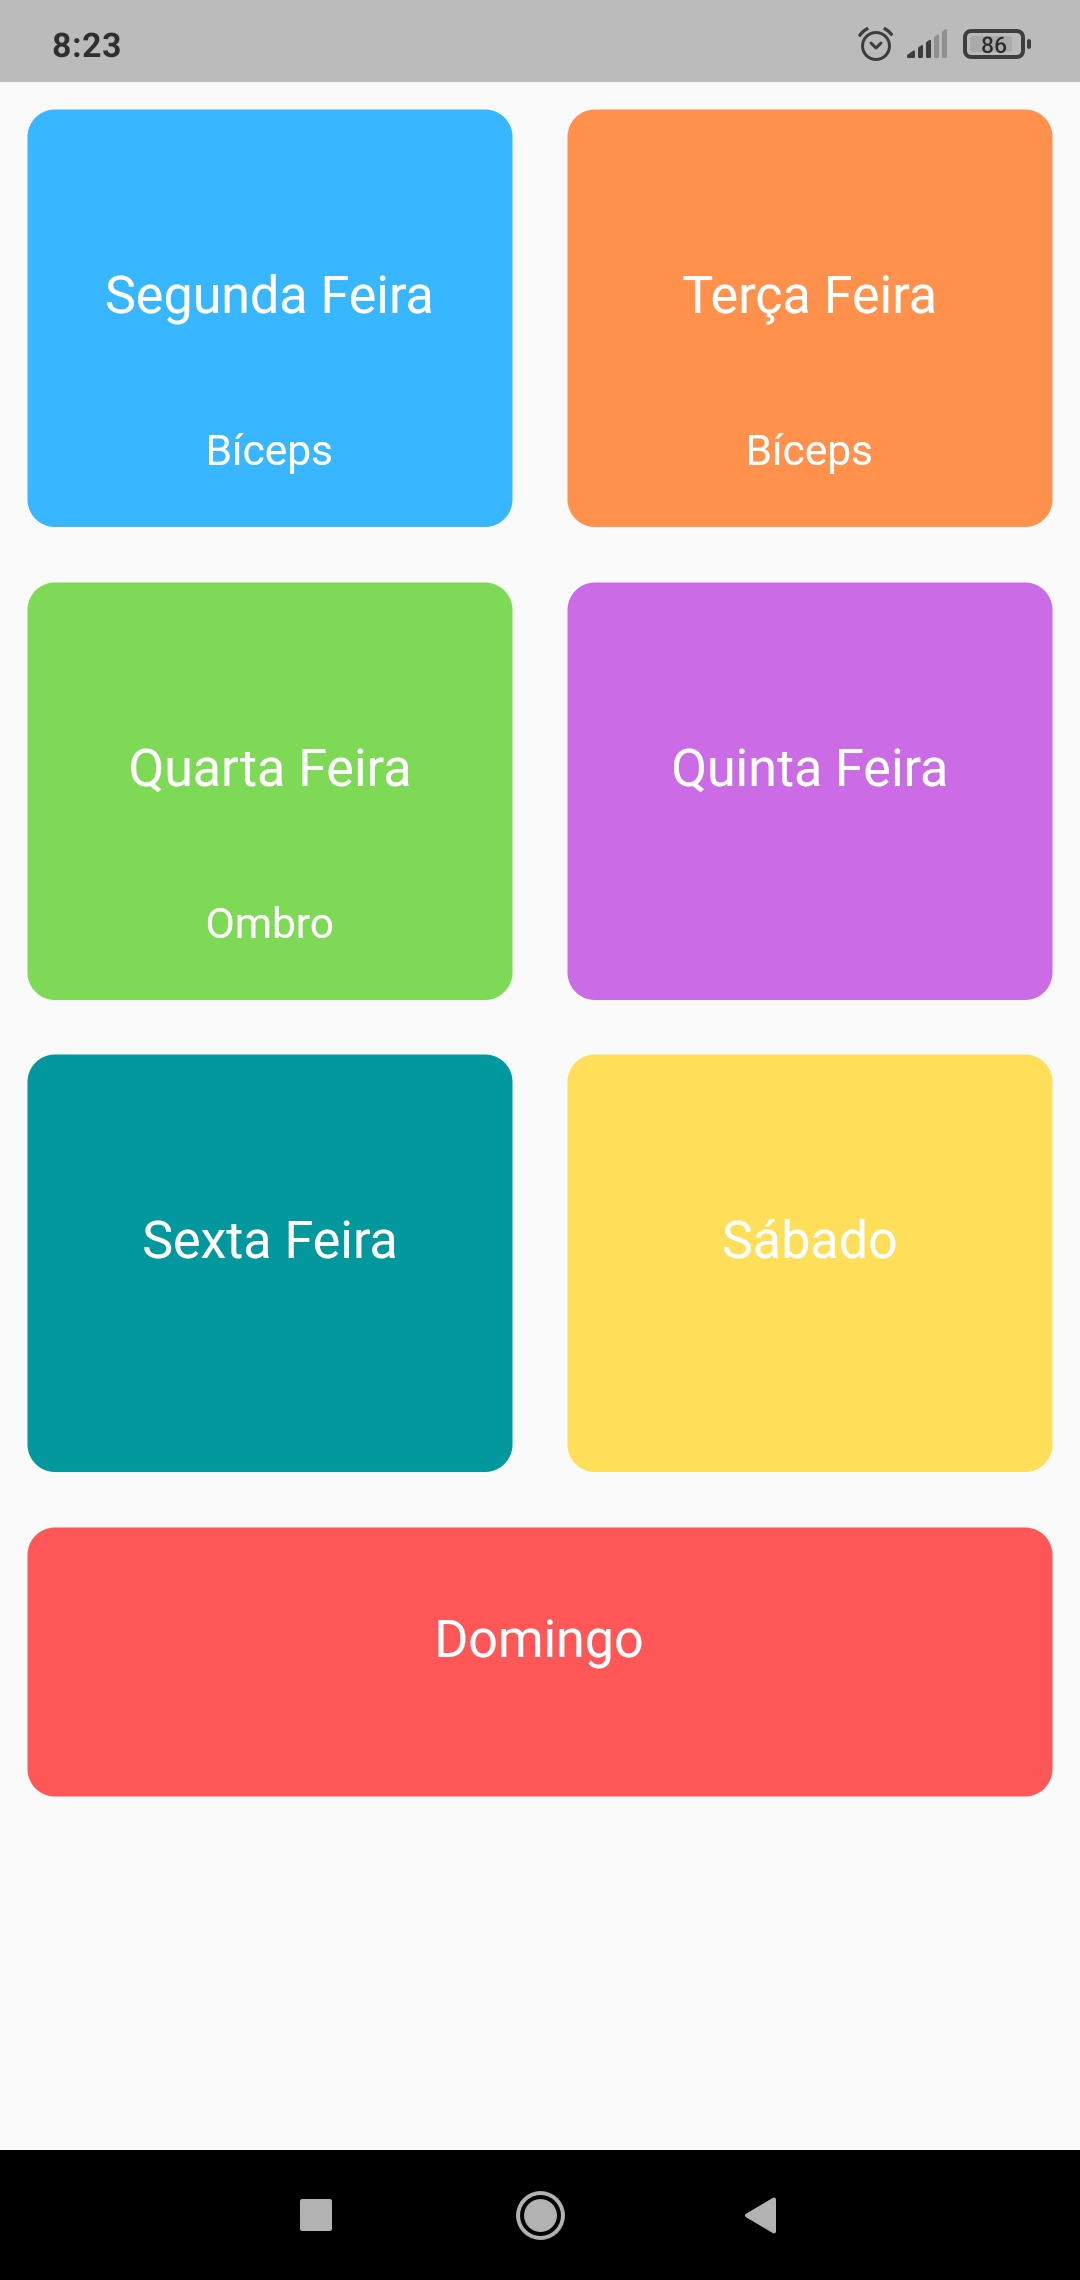 8:23
86
Segunda Feira
Bíceps
Terça Feira
Bíceps
Quarta Feira
Ombro
Quinta Feira
Sexta Feira
Sábado
Domingo